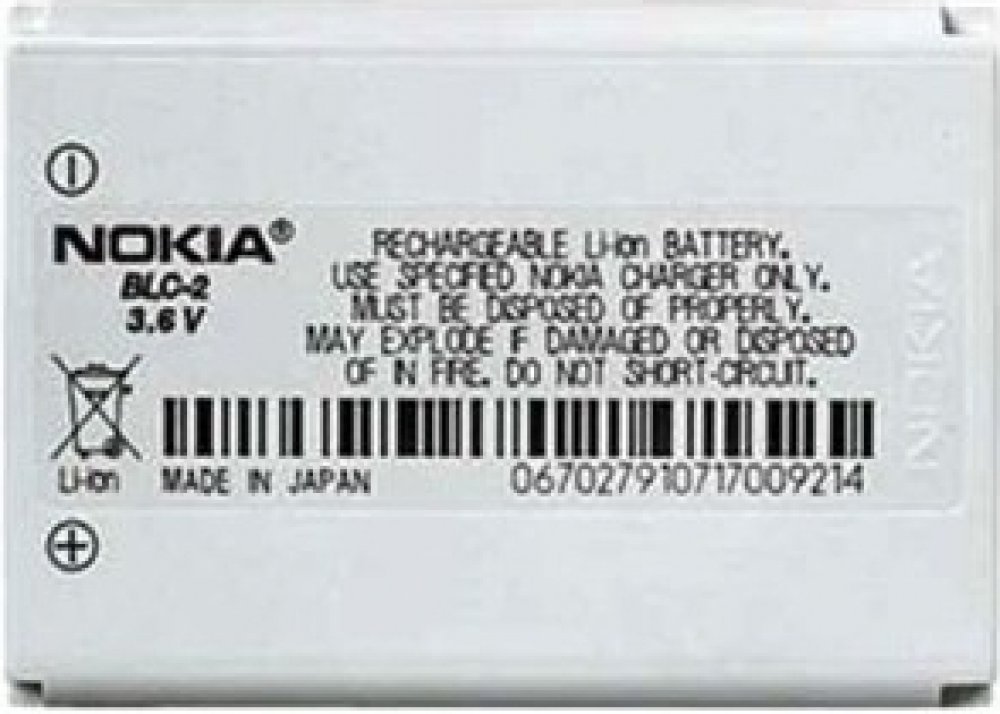 NOKIA®
BLC-2
3.6 V
RECHARGEABLE Li-Ion BATTERY.
USE SPECIFIED NOKIA CHARGER ONLY.
MUST BE DISPOSED OF PROPERLY.
MAY EXPLODE IF DAMAGED OR DISPOSED
OF IN FIRE. DO NOT SHORT-CIRCUIT.
Li-ion
MADE IN JAPAN
067027910717009214
NOKIA